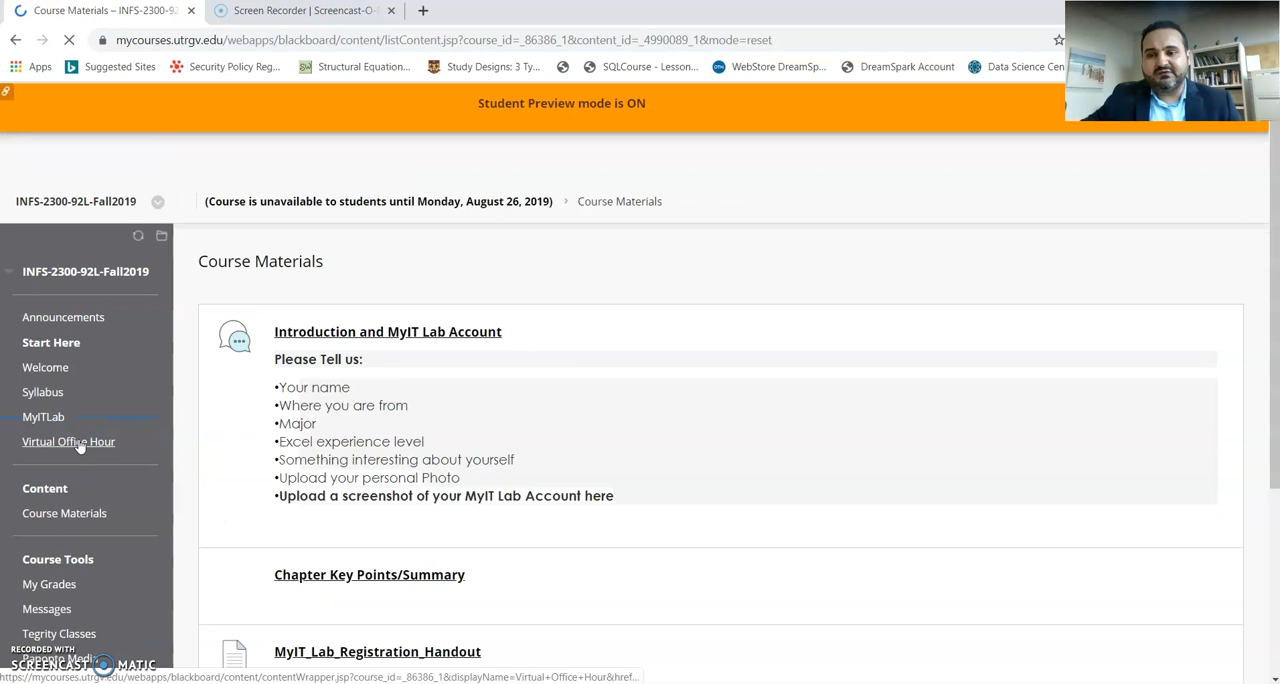 Course Materials – INFS-2300-92
Screen Recorder | Screencast-O-
mycourses.utrgv.edu/webapps/blackboard/content/listContent.jsp?course_id=_86386_1&content_id=_4990089_1&mode=reset
Apps
Suggested Sites
Security Policy Reg...
Structural Equation...
Study Designs: 3 Ty...
SQLCourse - Lesson...
WebStore DreamSp...
DreamSpark Account
Data Science Cen
Student Preview mode is ON
INFS-2300-92L-Fall2019
(Course is unavailable to students until Monday, August 26, 2019)
Course Materials
INFS-2300-92L-Fall2019
Announcements
Start Here
Welcome
Syllabus
MyITLab
Virtual Office Hour
Content
Course Materials
Course Tools
My Grades
Messages
Tegrity Classes
Panopto Media
RECORDED WITH
SCREENCAST MATIC
Course Materials
Introduction and MyIT Lab Account
Please Tell us:
•Your name
•Where you are from
•Major
•Excel experience level
•Something interesting about yourself
•Upload your personal Photo
•Upload a screenshot of your MyIT Lab Account here
Chapter Key Points/Summary
MyIT_Lab_Registration_Handout
https://mycourses.utrgv.edu/webapps/blackboard/content/contentWrapper.jsp?course_id=_86386_1&displayName=Virtual+Office+Hour&href...